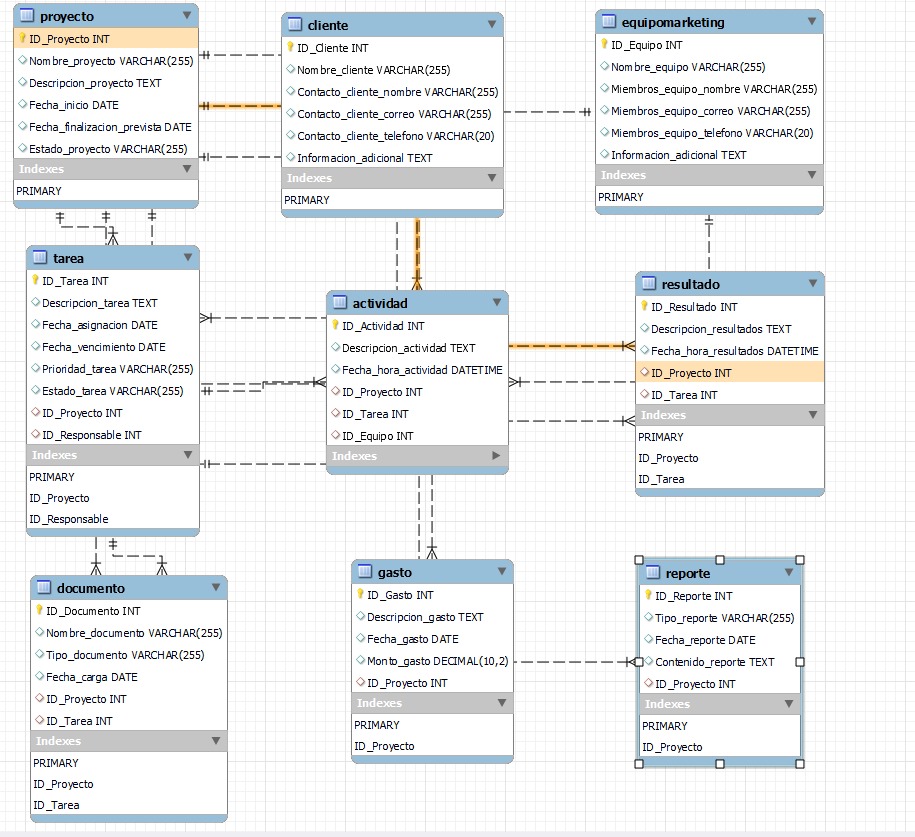 proyecto
ID_Proyecto INT
Nombre_proyecto VARCHAR(255)
Descripcion_proyecto TEXT
Fecha_inicio DATE
Fecha_finalizacion_prevista DATE
Estado_proyecto VARCHAR(255)
Indexes
PRIMARY
cliente
ID_Cliente INT
Nombre_cliente VARCHAR(255)
Contacto_cliente_nombre VARCHAR(255)
Contacto_cliente_correo VARCHAR(255)
Contacto_cliente_telefono VARCHAR(20)
Informacion_adicional TEXT
Indexes
PRIMARY
equipomarketing
ID_Equipo INT
Nombre_equipo VARCHAR(255)
Miembros_equipo_nombre VARCHAR(255)
Miembros_equipo_correo VARCHAR(255)
Miembros_equipo_telefono VARCHAR(20)
Informacion_adicional TEXT
Indexes
PRIMARY
tarea
ID_Tarea INT
Descripcion_tarea TEXT
Fecha_asignacion DATE
Fecha_vencimiento DATE
Prioridad_tarea VARCHAR(255)
Estado_tarea VARCHAR(255)
ID_Proyecto INT
ID_Responsable INT
Indexes
PRIMARY
ID_Proyecto
ID_Responsable
actividad
ID_Actividad INT
Descripcion_actividad TEXT
Fecha_hora_actividad DATETIME
ID_Proyecto INT
ID_Tarea INT
ID_Equipo INT
Indexes
resultado
ID_Resultado INT
Descripcion_resultados TEXT
Fecha_hora_resultados DATETIME
ID_Proyecto INT
ID_Tarea INT
Indexes
PRIMARY
ID_Proyecto
ID_Tarea
documento
ID_Documento INT
Nombre_documento VARCHAR(255)
Tipo_documento VARCHAR(255)
Fecha_carga DATE
ID_Proyecto INT
ID_Tarea INT
Indexes
PRIMARY
ID_Proyecto
ID_Tarea
gasto
ID_Gasto INT
Descripcion_gasto TEXT
Fecha_gasto DATE
Monto_gasto DECIMAL(10,2)
ID_Proyecto INT
Indexes
PRIMARY
ID_Proyecto
reporte
ID_Reporte INT
Tipo_reporte VARCHAR(255)
Fecha_reporte DATE
Contenido_reporte TEXT
ID_Proyecto INT
Indexes
PRIMARY
ID_Proyecto